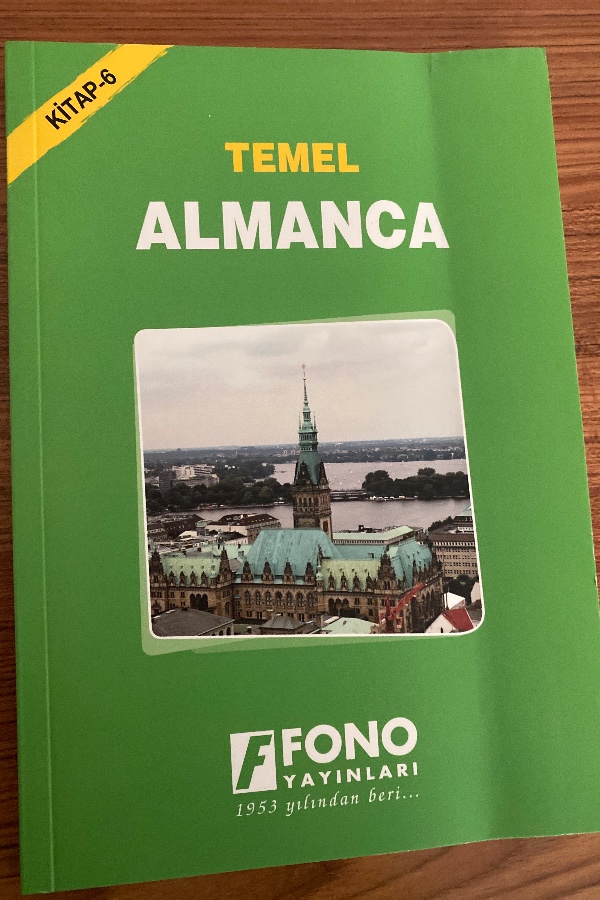 KİTAP-6
TEMEL
ALMANCA
FONO
YAYINLARI
1953 yılından beri...